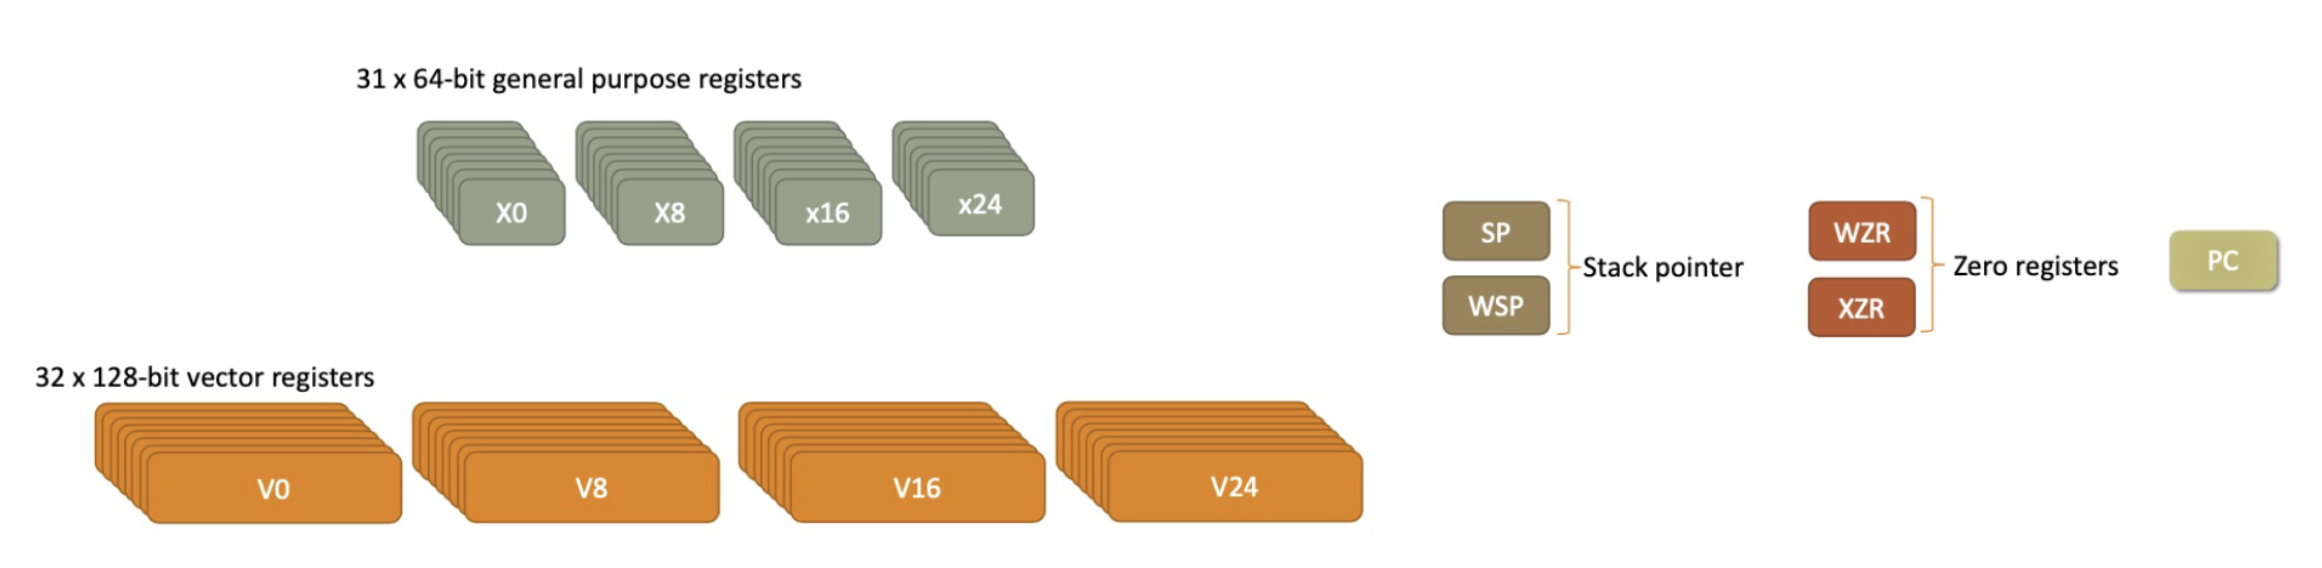 31 x 64-bit general purpose registers
X0
X8
x16
x24
SP
WSP
Stack pointer
WZR
XZR
Zero registers
PC
32 x 128-bit vector registers
V0
V8
V16
V24